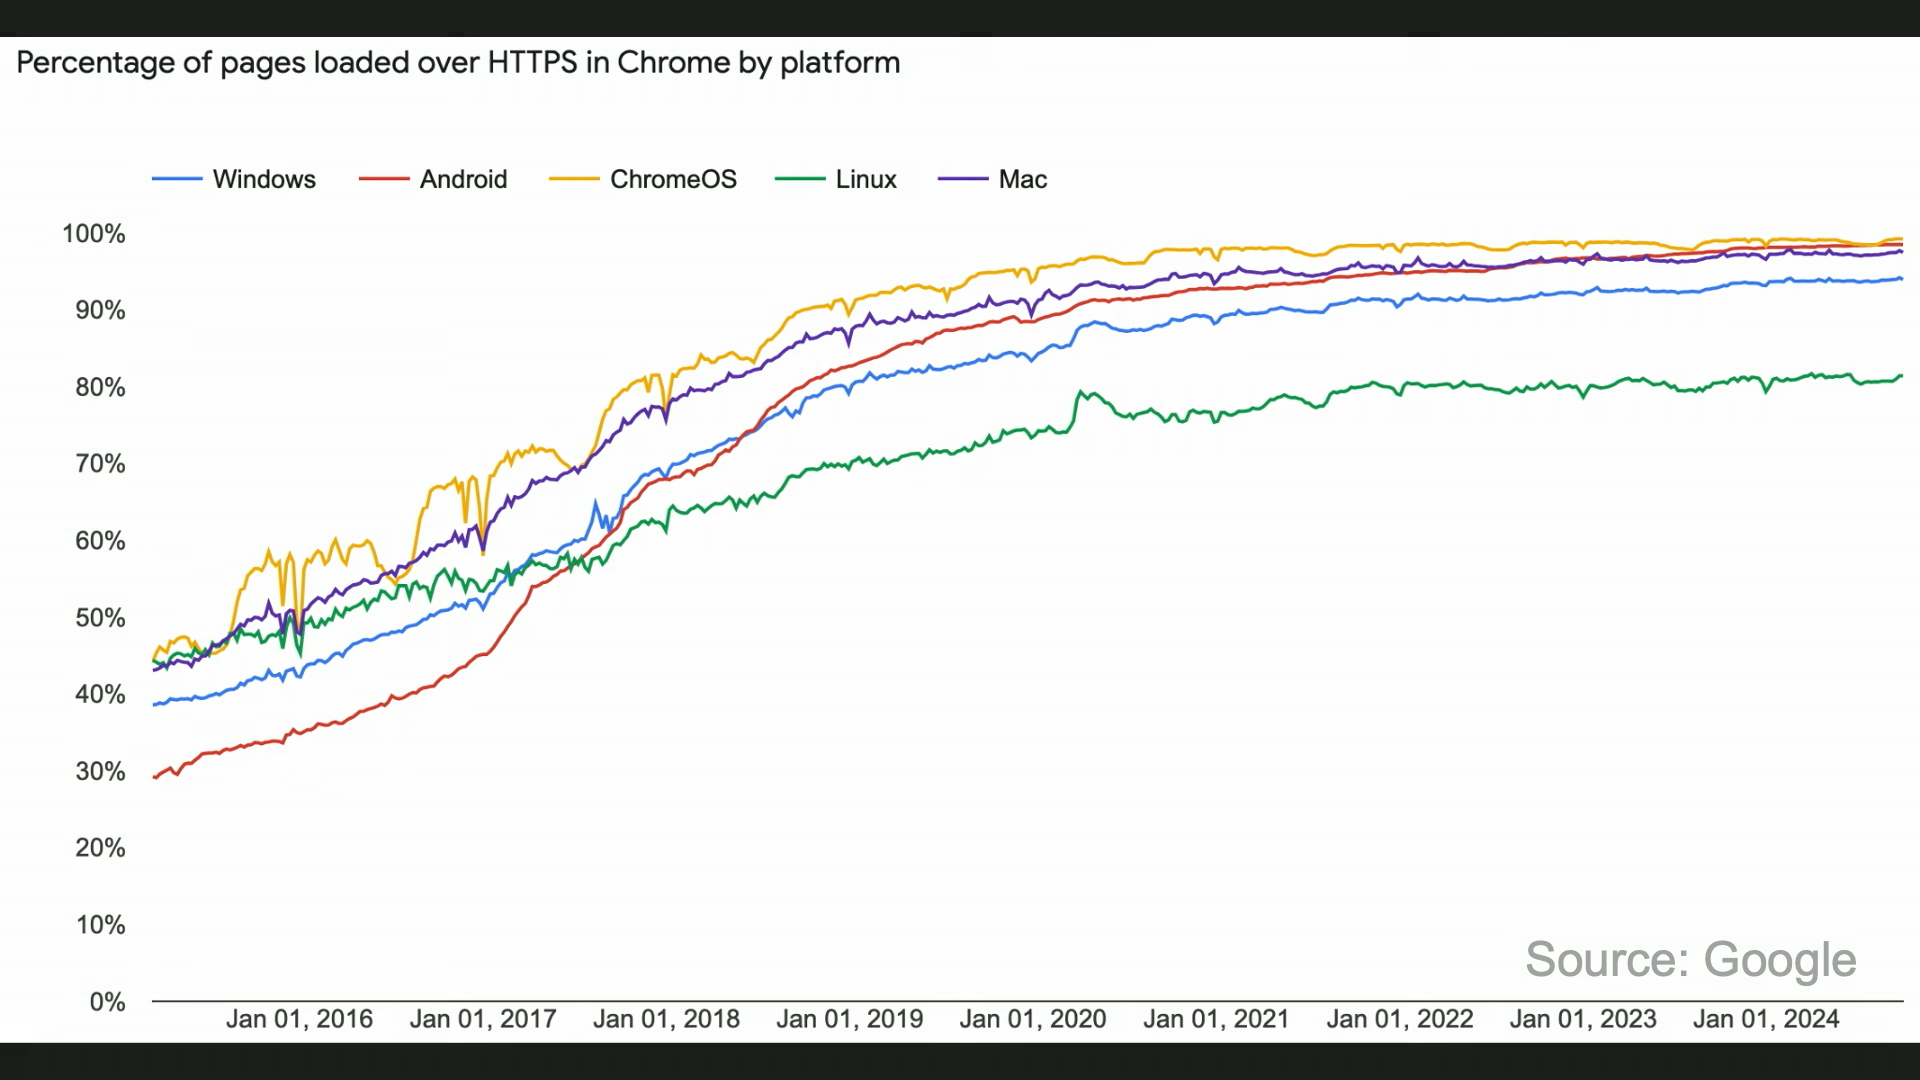 Percentage of pages loaded over HTTPS in Chrome by platform
Windows Android ChromeOS Linux Mac
100%
90%
80%
70%
60%
50%
40%
30%
20%
10%
Source: Google
0%
Jan 01, 2016 Jan 01, 2017 Jan 01, 2018 Jan 01, 2019 Jan 01, 2020 Jan 01, 2021 Jan 01, 2022 Jan 01, 2023 Jan 01, 2024